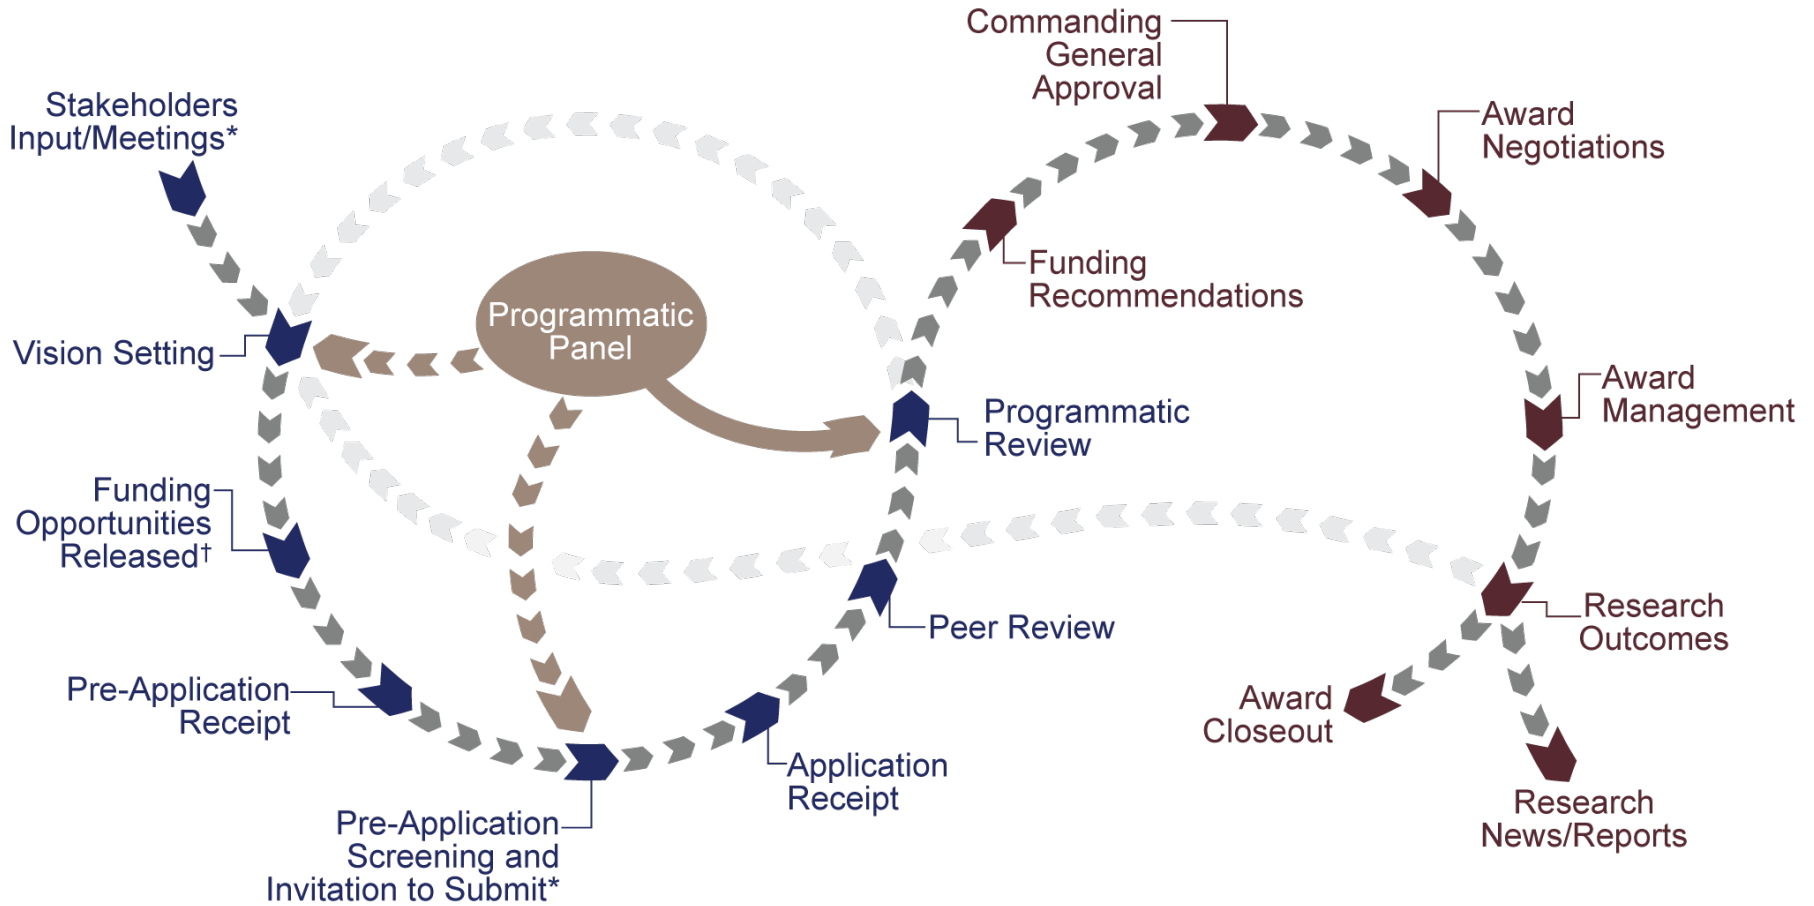 Stakeholders
Input/Meetings*
Vision Setting
Funding
Opportunities
Released†
Pre-Application
Receipt
Pre-Application
Screening and
Invitation to Submit*
Application
Receipt
Peer Review
Programmatic
Review
Programmatic
Panel
Funding
Recommendations
Commanding
General
Approval
Award
Negotiations
Award
Management
Research
Outcomes
Award
Closeout
Research
News/Reports